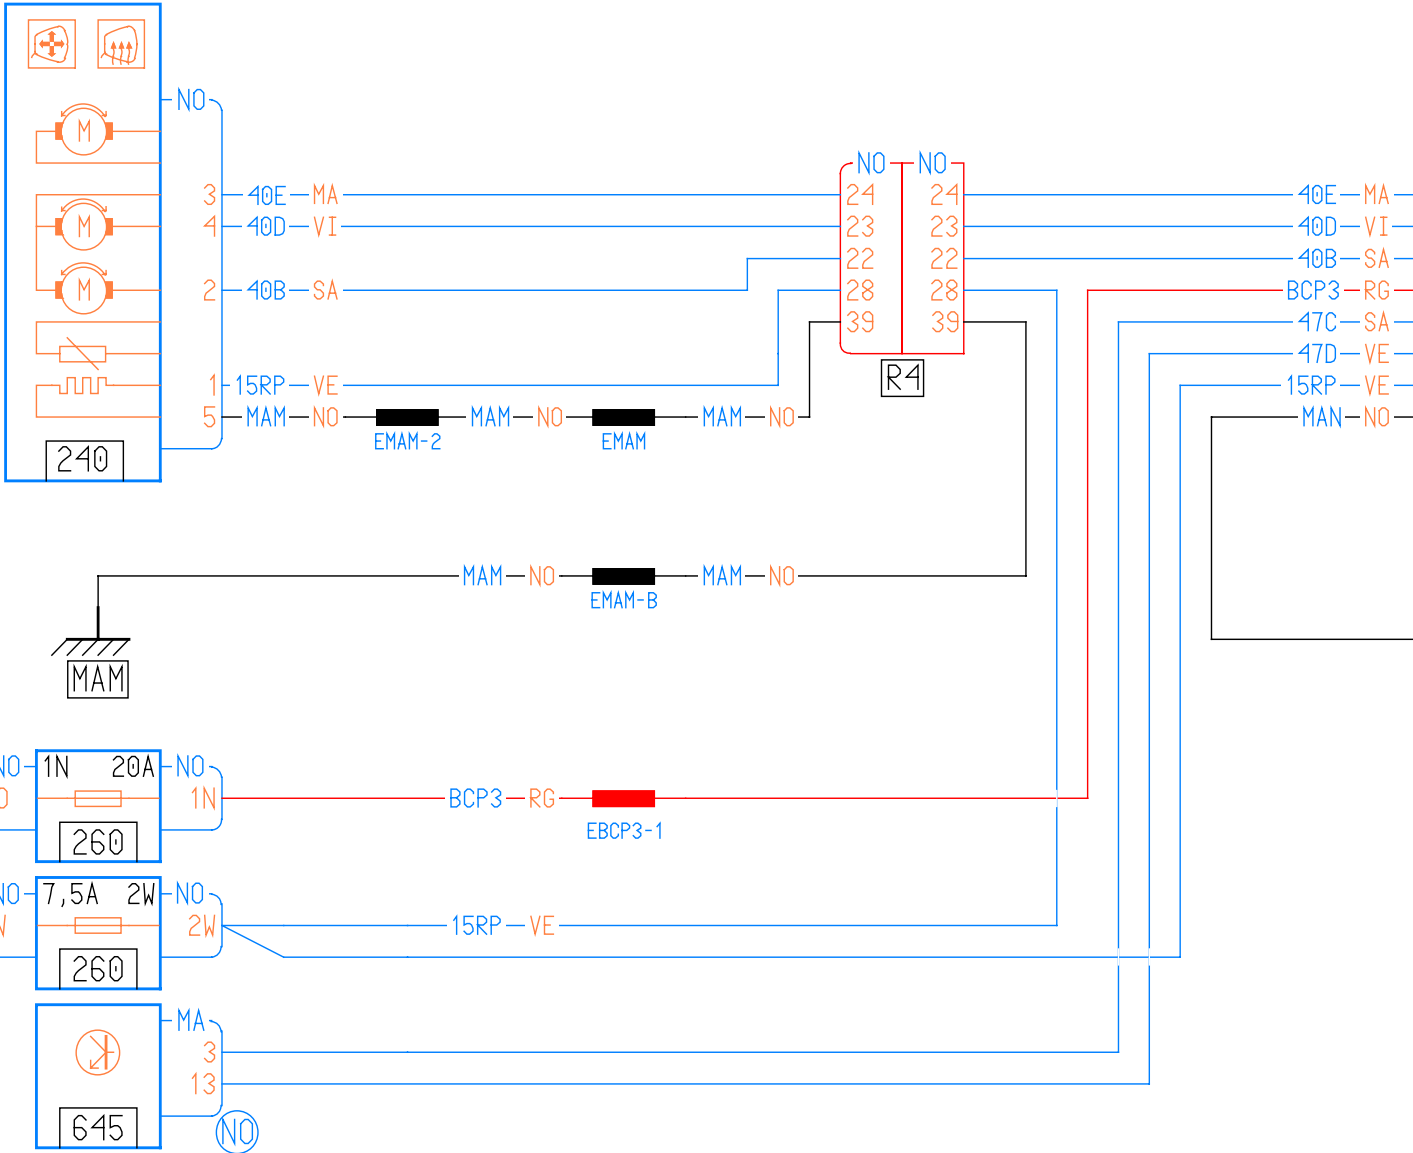 NO
M
NO NO
3 40E MA 24 24 40E MA
M 4 40D VI 23 23 40D VI
22 22 40B SA
M 2 40B SA 28 28 BCP3 RG
39 39 47C SA
47D VE
R4
1 15RP VE 15RP VE
5 MAM NO MAM NO MAM NO MAN NO
EMAM-2 EMAM
240
MAM NO MAM NO
EMAM-B
MAM
NO 1N 20A NO
1N BCP3 RG
EBCP3-1
260
NO 7,5A 2W NO
2W 15RP VE
260
MA
3
13
645
NO